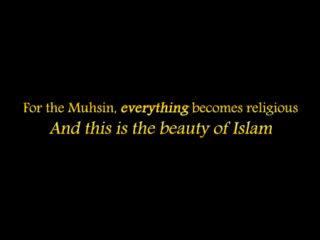 For the Muhsin, everything becomes religious
And this is the beauty of Islam